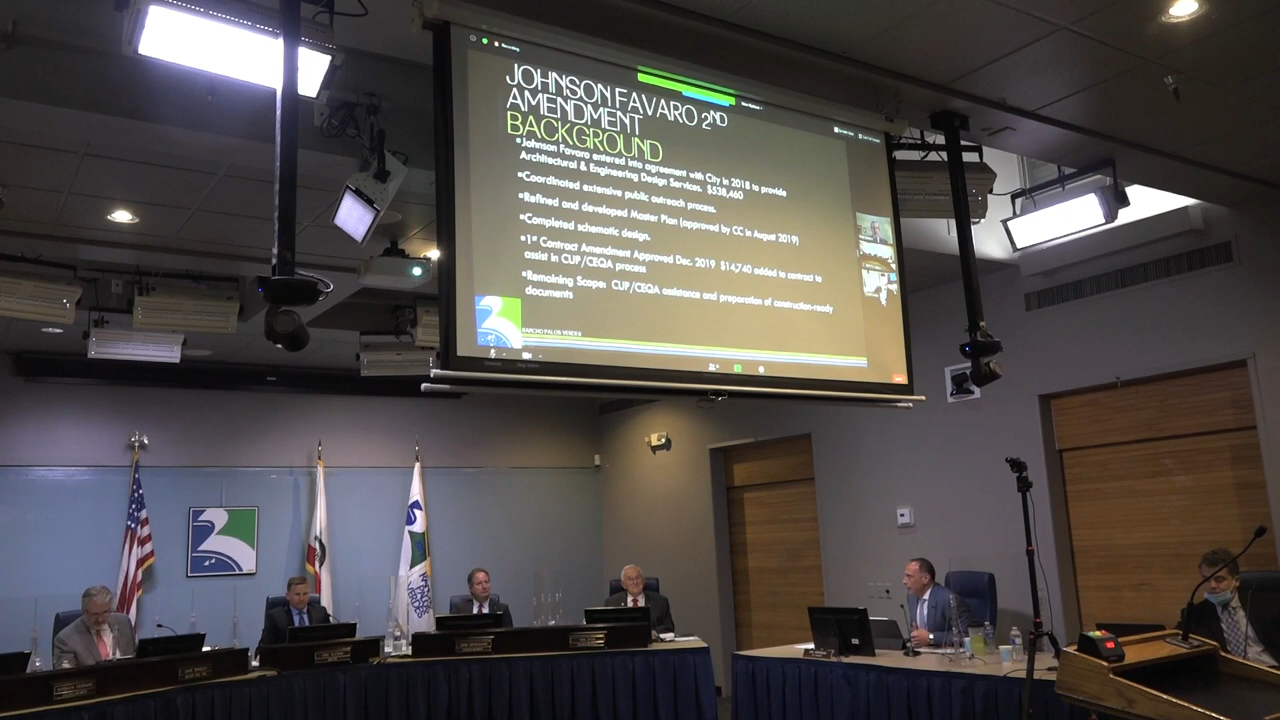 Recording
View Options
JOHNSON FAVARO 2ND
AMENDMENT
BACKGROUND
▪Johnson Favaro entered into agreement with City in 2018 to provide
Architectural & Engineering Design Services. $538,460
▪Coordinated extensive public outreach process.
▪Refined and developed Master Plan (approved by CC in August 2019)
▪Completed schematic design.
▪1st Contract Amendment Approved Dec. 2019 $14,740 added to contract to
assist in CUP/CEQA process
▪Remaining Scope: CUP/CEQA assistance and preparation of construction-ready
documents
RANCHO PALOS VERDES